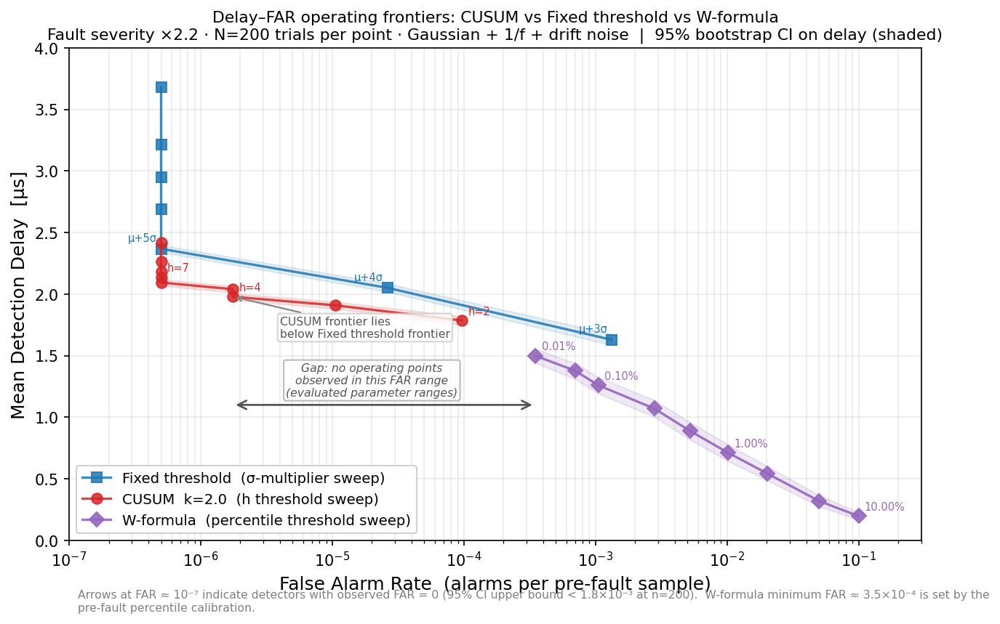 Delay–FAR operating frontiers: CUSUM vs Fixed threshold vs W-formula
Fault severity ×2.2 · N=200 trials per point · Gaussian + 1/f + drift noise | 95% bootstrap CI on delay (shaded)
Mean Detection Delay [µs]
4.0
3.5
3.0
2.5
2.0
1.5
1.0
0.5
0.0
µ+5σ
h=7
h=4
µ+4σ
h=2
µ+3σ
CUSUM frontier lies
below Fixed threshold frontier
0.01%
0.10%
1.00%
10.00%
Gap: no operating points
observed in this FAR range
(evaluated parameter ranges)
Fixed threshold (σ-multiplier sweep)
CUSUM k=2.0 (h threshold sweep)
W-formula (percentile threshold sweep)
10⁻⁷ 10⁻⁶ 10⁻⁵ 10⁻⁴ 10⁻³ 10⁻² 10⁻¹
False Alarm Rate (alarms per pre-fault sample)
Arrows at FAR ≈ 10⁻⁷ indicate detectors with observed FAR = 0 (95% CI upper bound < 1.8×10⁻³ at n=200). W-formula minimum FAR ≈ 3.5×10⁻⁴ is set by the
pre-fault percentile calibration.